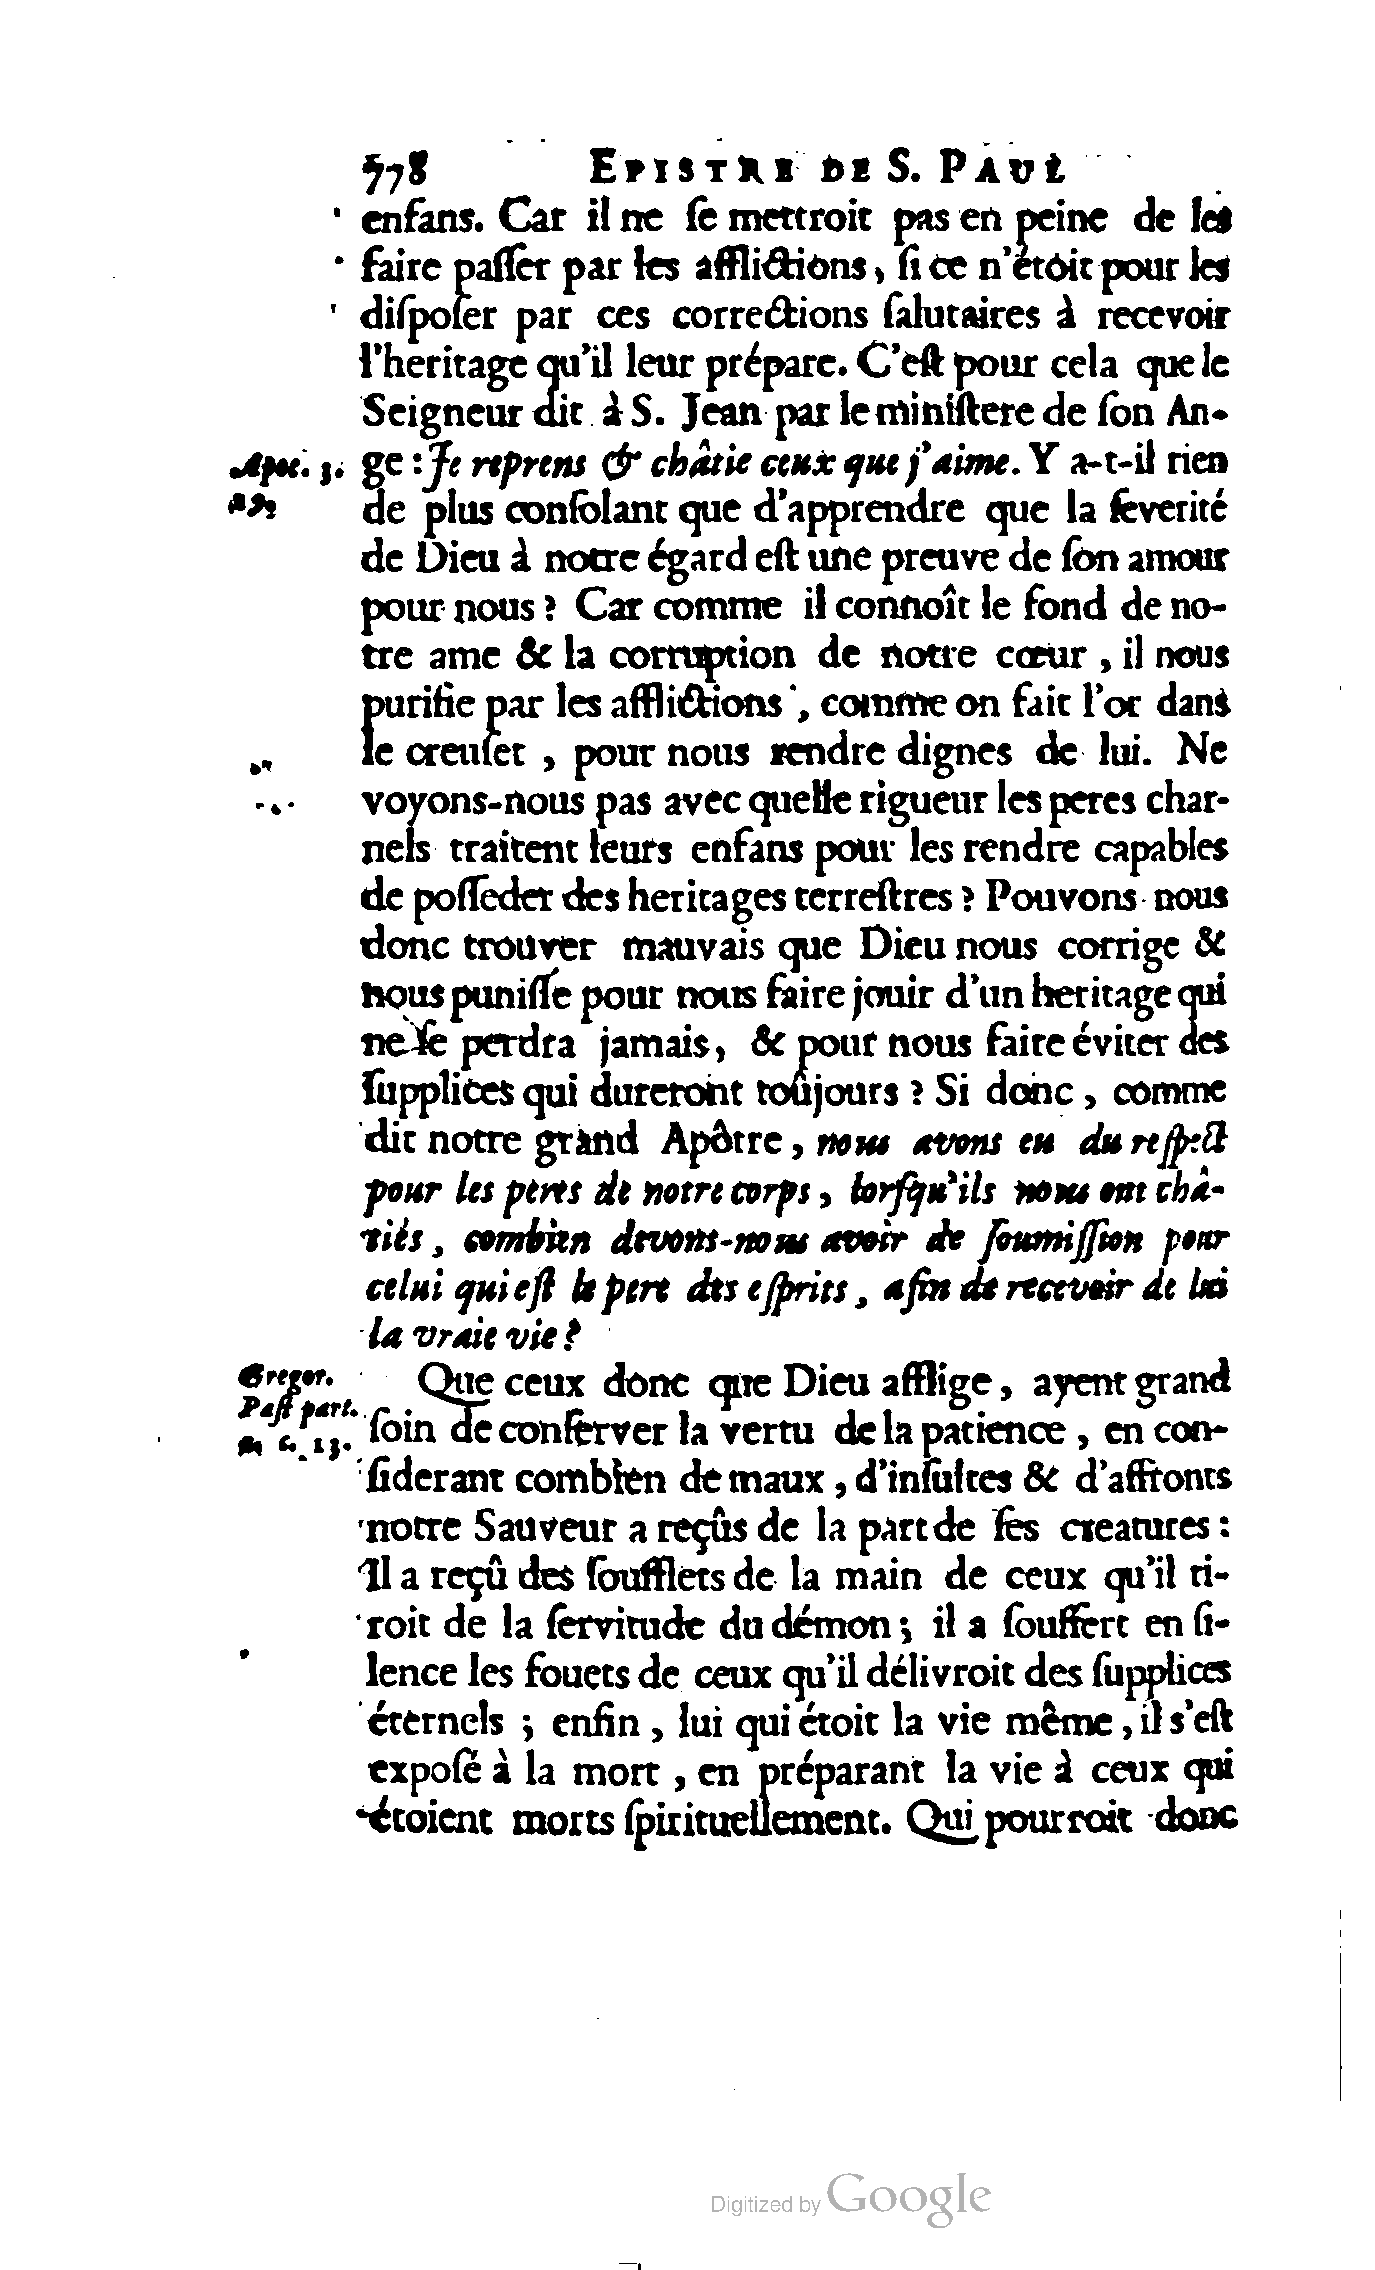 578 EPISTRE DE S. PAUL
enfans. Car il ne ſe mettroit pas en peine de les
faire paſſer par les afflictions, ſi ce n'étoit pour les
diſpoſer par ces corrections ſalutaires à recevoir
l'heritage qu'il leur prépare. C'eſt pour cela que le
Seigneur dit à S. Jean par le miniſtere de ſon An-
Apoc. 3.
ge : Je reprens & châtie ceux que j'aime. Y a-t-il rien
de plus conſolant que d'apprendre que la ſeverité
de Dieu à notre égard eſt une preuve de ſon amour
pour nous ? Car comme il connoît le fond de no-
tre ame & la corruption de notre cœur , il nous
purifie par les afflictions , comme on fait l'or dans
le creuſet , pour nous rendre dignes de lui. Ne
voyons-nous pas avec quelle rigueur les peres char-
nels traitent leurs enfans pour les rendre capables
de poſſeder des heritages terreſtres ? Pouvons nous
donc trouver mauvais que Dieu nous corrige &
nous puniſſe pour nous faire jouir d'un heritage qui
ne ſe perdra jamais, & pour nous faire éviter des
ſupplices qui dureront toûjours ? Si donc , comme
dit notre grand Apôtre , nous avons eu du reſpect
pour les peres de notre corps , lorſqu'ils nous ont châ-
tiés , combien devons-nous avoir de ſoumiſſion pour
celui qui eſt le pere des eſprits , afin de recevoir de lui
la vraie vie ?
Gregor.
Paſt part.
c. 13.
Que ceux donc que Dieu afflige , ayent grand
ſoin de conſerver la vertu de la patience , en con-
ſiderant combien de maux , d'inſultes & d'affronts
notre Sauveur a reçûs de la part de ſes creatures :
Il a reçû des ſoufflets de la main de ceux qu'il ti-
roit de la ſervitude du démon ; il a ſouffert en ſi-
lence les fouets de ceux qu'il délivroit des ſupplices
éternels ; enfin , lui qui étoit la vie même , il s'eſt
expoſé à la mort , en préparant la vie à ceux qui
étoient morts ſpirituellement. Qui pourroit donc
Digitized by Google